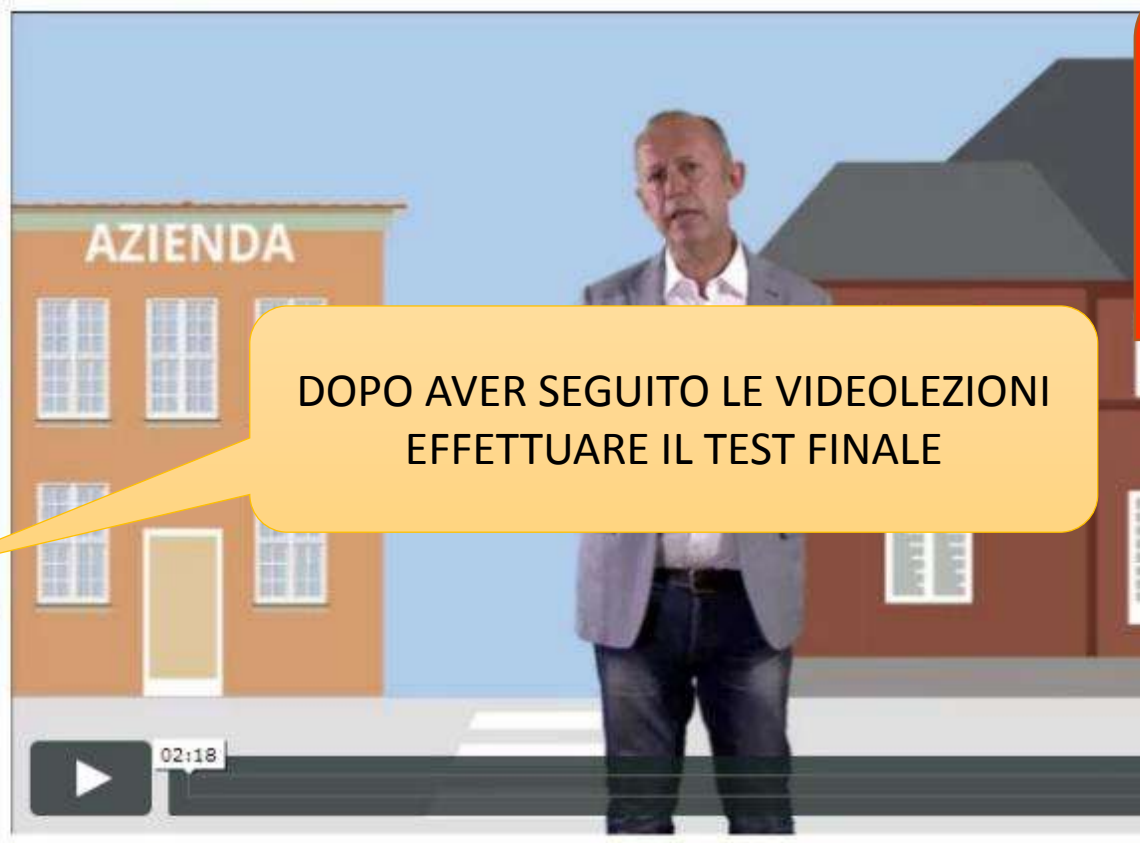 AZIENDA
DOPO AVER SEGUITO LE VIDEOLEZIONI
EFFETTUARE IL TEST FINALE
02:18